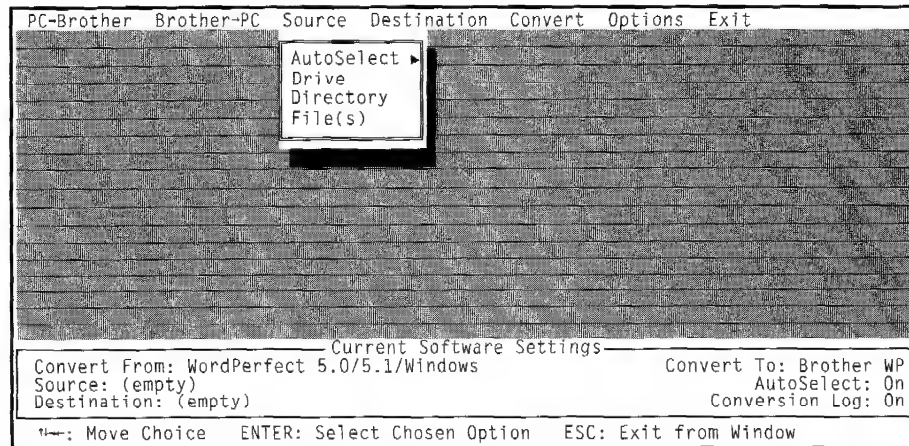 PC-Brother Brother→PC Source Destination Convert Options Exit
AutoSelect ►
Drive
Directory
File(s)
Current Software Settings
Convert From: WordPerfect 5.0/5.1/Windows Convert To: Brother WP
Source: (empty) AutoSelect: On
Destination: (empty) Conversion Log: On
↑↓←→: Move Choice ENTER: Select Chosen Option ESC: Exit from Window